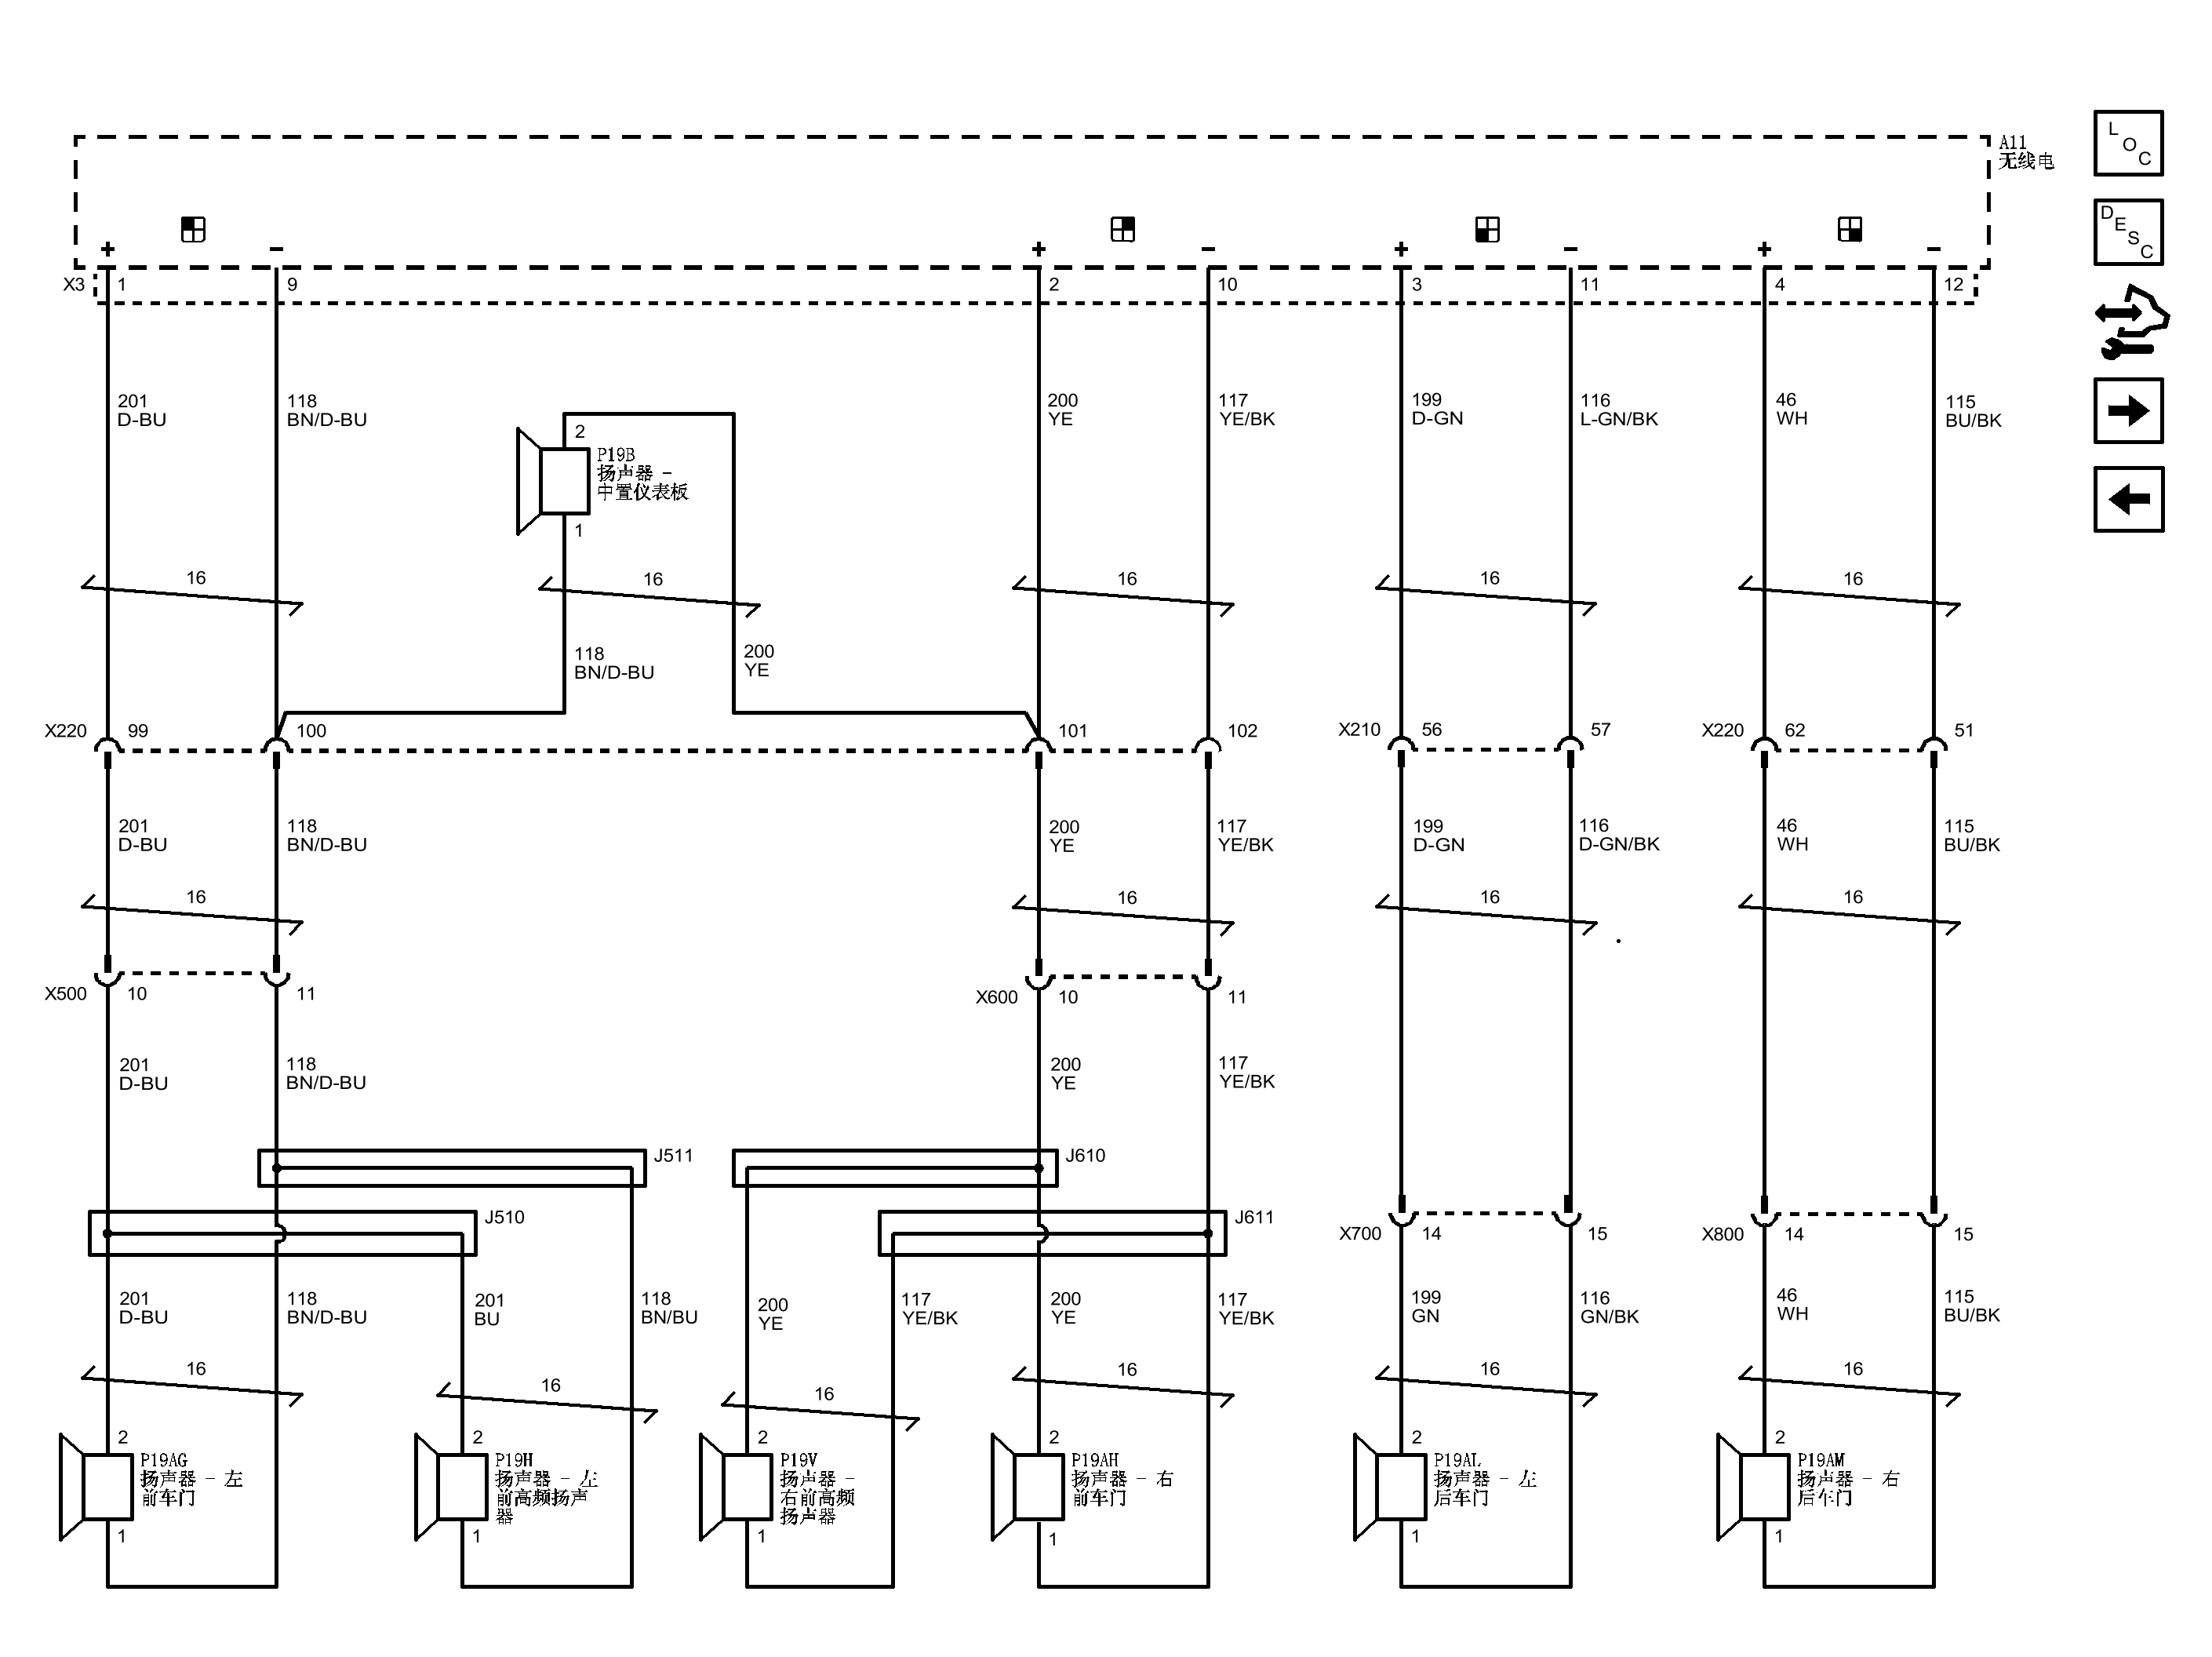 A11
无线电
L
O
C
D
E
S
C
+
−
+
−
+
−
+
−
X3
1
9
2
10
3
11
4
12
201
D-BU
118
BN/D-BU
200
YE
117
YE/BK
199
D-GN
116
L-GN/BK
46
WH
115
BU/BK
2
P19B
扬声器 -
中置仪表板
1
16
16
16
16
16
118
BN/D-BU
200
YE
X220
99
100
101
102
X210
56
57
X220
62
51
201
D-BU
118
BN/D-BU
200
YE
117
YE/BK
199
D-GN
116
D-GN/BK
46
WH
115
BU/BK
16
16
16
16
X500
10
11
X600
10
11
201
D-BU
118
BN/D-BU
200
YE
117
YE/BK
J511
J610
J510
J611
X700
14
15
X800
14
15
201
D-BU
118
BN/D-BU
201
BU
118
BN/BU
200
YE
117
YE/BK
200
YE
117
YE/BK
199
GN
116
GN/BK
46
WH
115
BU/BK
16
16
16
16
16
16
2
P19AG
扬声器 - 左
前车门
1
2
P19H
扬声器 - 左
前高频扬声
器
1
2
P19V
扬声器 -
右前高频
扬声器
1
2
P19AH
扬声器 - 右
前车门
1
2
P19AL
扬声器 - 左
后车门
1
2
P19AM
扬声器 - 右
后车门
1